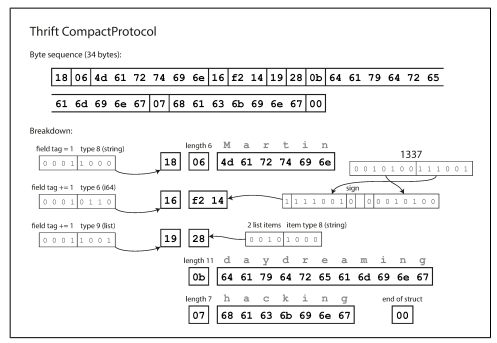 Thrift CompactProtocol
Byte sequence (34 bytes):
18 06 4d 61 72 74 69 6e 16 f2 14 19 28 0b 64 61 79 64 72 65
61 6d 69 6e 67 07 68 61 63 6b 69 6e 67 00
Breakdown:
length 6 M a r t i n
field tag = 1 type 8 (string)
0 0 0 1 1 0 0 0 18 06 4d 61 72 74 69 6e
1337
0 0 1 0 1 0 0 1 1 1 0 0 1
sign
field tag += 1 type 6 (i64)
0 0 0 1 0 1 1 0 16 f2 14 1 1 1 1 0 0 1 0 0 0 0 1 0 1 0 0
field tag += 1 type 9 (list) 2 list items item type 8 (string)
0 0 0 1 1 0 0 1 19 28 0 0 1 0 1 0 0 0
length 11 d a y d r e a m i n g
0b 64 61 79 64 72 65 61 6d 69 6e 67
length 7 h a c k i n g end of struct
07 68 61 63 6b 69 6e 67 00